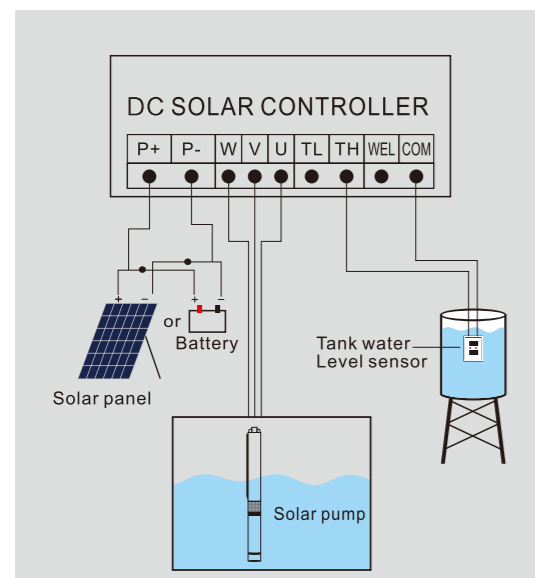 DC SOLAR CONTROLLER
P+ P- W V U TL TH WEL COM
+ − + −
or
Battery
Solar panel
Tank water
Level sensor
Solar pump